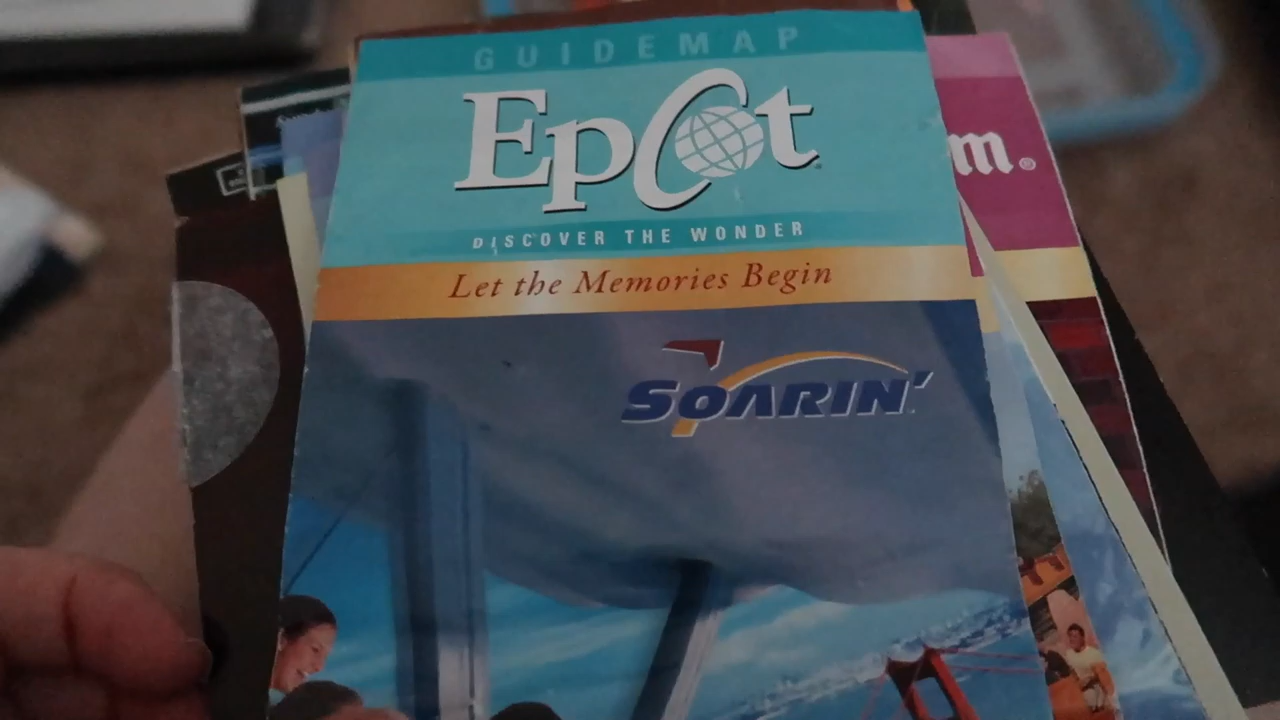 GUIDEMAP
Epcot
DISCOVER THE WONDER
Let the Memories Begin
SOARIN'
m®